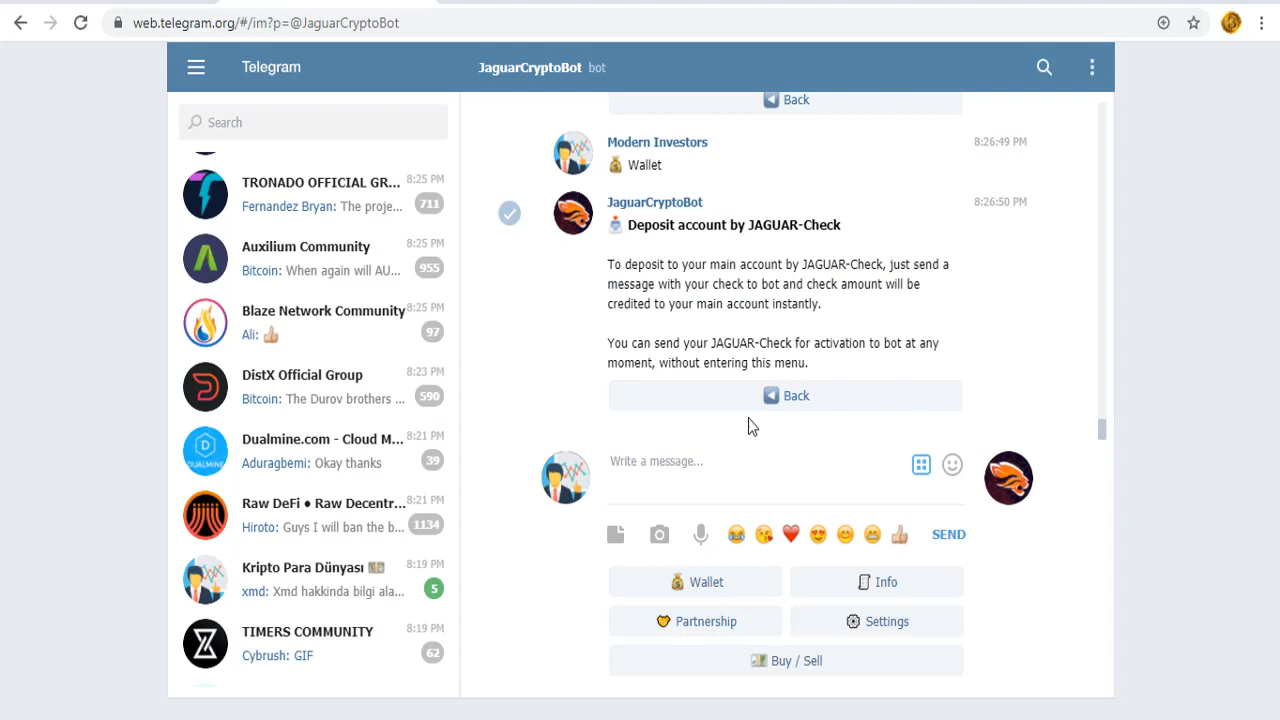 web.telegram.org/#/im?p=@JaguarCryptoBot
Telegram
JaguarCryptoBot bot
Search
TRONADO OFFICIAL GR... 8:25 PM
Fernandez Bryan: The proje... 711
Auxilium Community 8:25 PM
Bitcoin: When again will AU... 955
Blaze Network Community 8:25 PM
Ali: 👍 97
DistX Official Group 8:23 PM
Bitcoin: The Durov brothers ... 590
Dualmine.com - Cloud M... 8:21 PM
Aduragbemi: Okay thanks 39
Raw DeFi ● Raw Decentr... 8:21 PM
Hiroto: Guys I will ban the b... 1134
Kripto Para Dünyası 💵 8:19 PM
xmd: Xmd hakkinda bilgi ala... 5
TIMERS COMMUNITY 8:19 PM
Cybrush: GIF 62
Back
Modern Investors 8:26:49 PM
💰 Wallet
JaguarCryptoBot 8:26:50 PM
Deposit account by JAGUAR-Check
To deposit to your main account by JAGUAR-Check, just send a
message with your check to bot and check amount will be
credited to your main account instantly.
You can send your JAGUAR-Check for activation to bot at any
moment, without entering this menu.
Back
Write a message...
SEND
Wallet
Info
Partnership
Settings
Buy / Sell